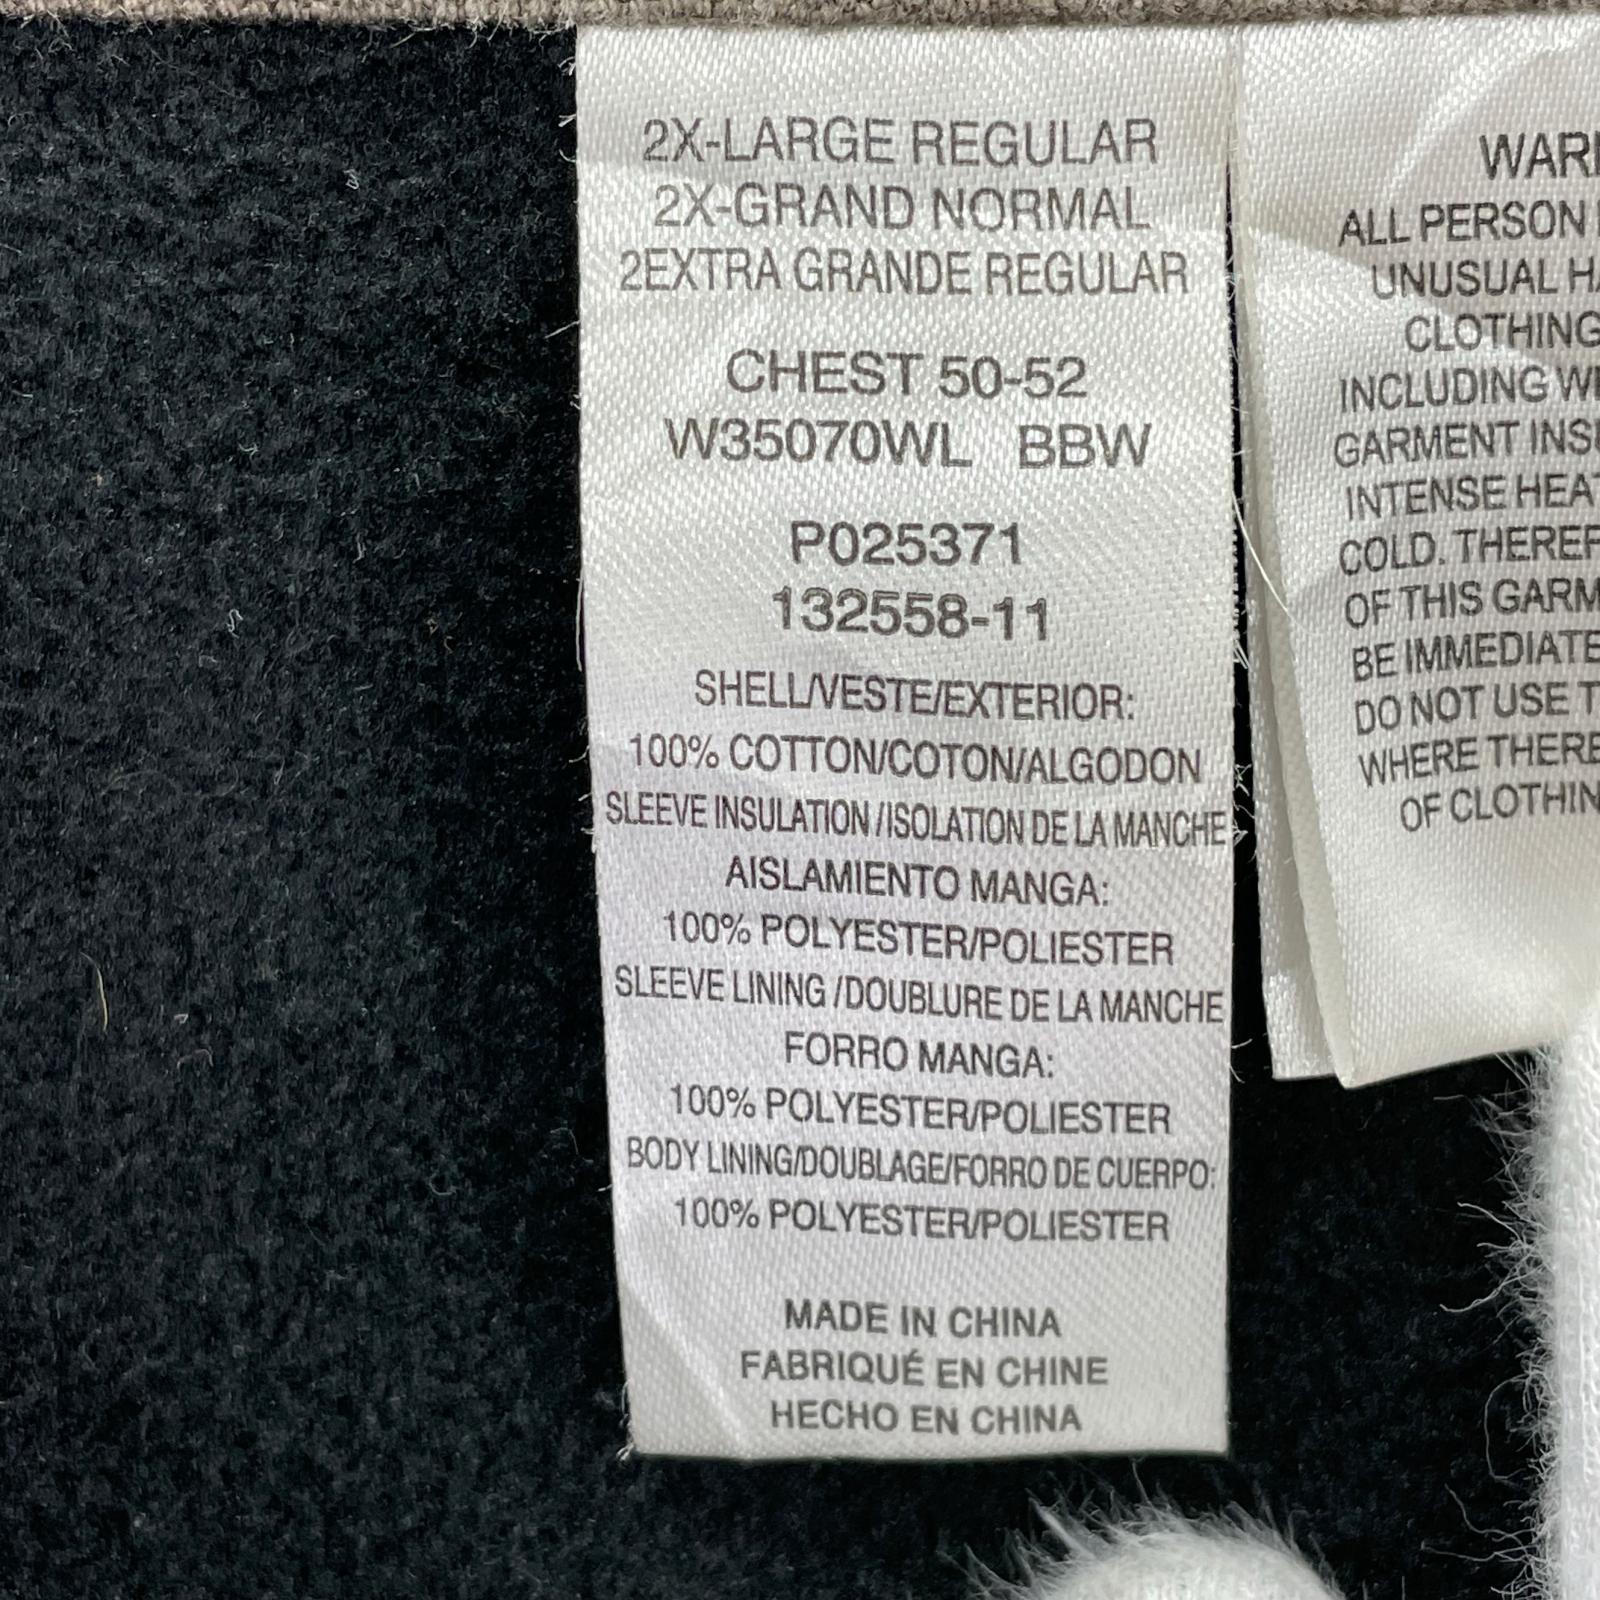 2X-LARGE REGULAR
2X-GRAND NORMAL
2EXTRA GRANDE REGULAR
CHEST 50-52
W35070WL BBW
P025371
132558-11
SHELL/VESTE/EXTERIOR:
100% COTTON/COTON/ALGODON
SLEEVE INSULATION /ISOLATION DE LA MANCHE
AISLAMIENTO MANGA:
100% POLYESTER/POLIESTER
SLEEVE LINING /DOUBLURE DE LA MANCHE
FORRO MANGA:
100% POLYESTER/POLIESTER
BODY LINING/DOUBLAGE/FORRO DE CUERPO:
100% POLYESTER/POLIESTER
MADE IN CHINA
FABRIQUÉ EN CHINE
HECHO EN CHINA
ALL PERSON
UNUSUAL
CLOTHING
INCLUDING
GARMENT
INTENSE
COLD.
OF THIS
BE
DO NOT USE
WHERE
OF